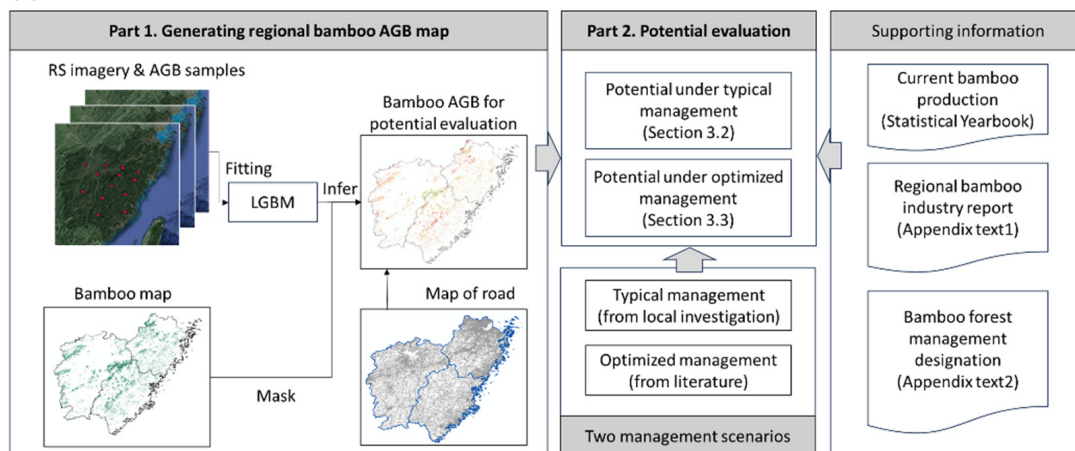 Part 1. Generating regional bamboo AGB map
RS imagery & AGB samples
Fitting
LGBM
Infer
Bamboo AGB for
potential evaluation
Bamboo map
Mask
Map of road
Part 2. Potential evaluation
Potential under typical
management
(Section 3.2)
Potential under optimized
management
(Section 3.3)
Typical management
(from local investigation)
Optimized management
(from literature)
Two management scenarios
Supporting information
Current bamboo
production
(Statistical Yearbook)
Regional bamboo
industry report
(Appendix text1)
Bamboo forest
management
designation
(Appendix text2)